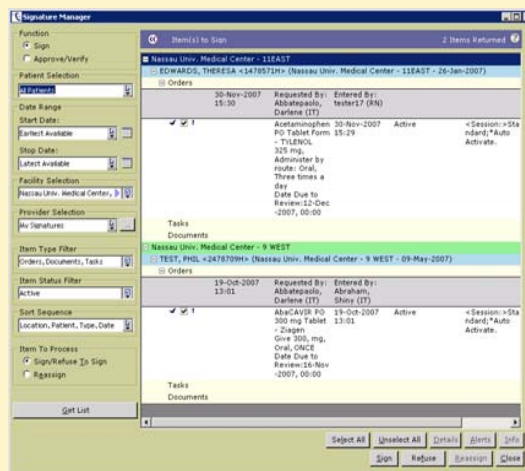 Signature Manager
Function
Sign
Approve/Verify
Patient Selection
All Patients
Date Range
Start Date:
Earliest Available
Stop Date:
Latest Available
Facility Selection
Nassau Univ. Medical Center,
Provider Selection
My Signatures
Item Type Filter
Orders, Documents, Tasks
Item Status Filter
Active
Sort Sequence
Location, Patient, Type, Date
Item To Process
Sign/Refuse To Sign
Reassign
Get List
Item(s) to Sign
2 Items Returned
Nassau Univ. Medical Center - 11EAST
EDWARDS, THERESA <1478571H> (Nassau Univ. Medical Center - 11EAST - 26-Jan-2007)
Orders
30-Nov-2007 Requested By: Entered By:
15:30 Abbatepaolo, tester17 (RN)
Darlene (IT)
! Acetaminophen 30-Nov-2007 Active <Session:>Sta
PO Tablet Form 15:29 ndard;*Auto
- TYLENOL Activate.
325 mg,
Administer by
route: Oral,
Three times a
day
Date Due to
Review:12-Dec
-2007, 00:00
Tasks
Documents
Nassau Univ. Medical Center - 9 WEST
TEST, PHIL <2478709H> (Nassau Univ. Medical Center - 9 WEST - 09-May-2007)
Orders
19-Oct-2007 Requested By: Entered By:
13:01 Abbatepaolo, Abraham,
Darlene (IT) Shiny (IT)
! AbaCAVIR PO 19-Oct-2007 Active <Session:>Sta
300 mg Tablet 13:01 ndard;*Auto
- Ziagen Activate.
Give 300, mg,
Oral, ONCE
Date Due to
Review:16-Nov
-2007, 00:00
Tasks
Documents
Select All Unselect All Details Alerts Info
Sign Refuse Reassign Close